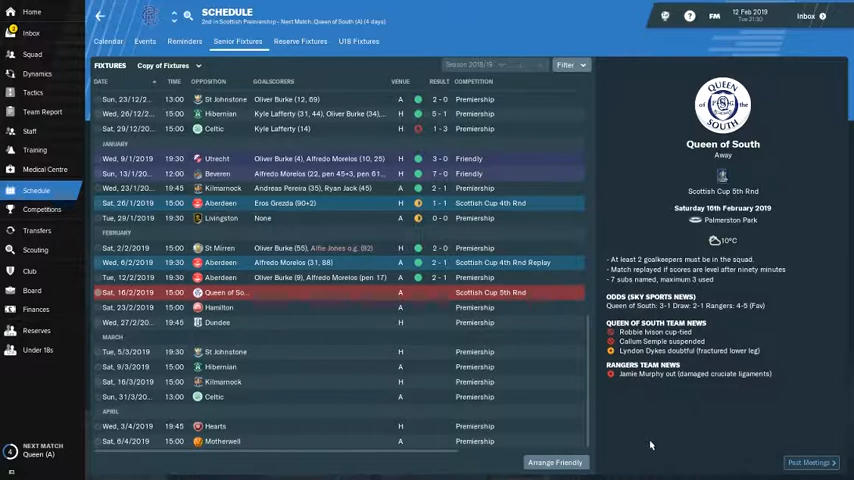 Home
Inbox
Squad
Dynamics
Tactics
Team Report
Staff
Training
Medical Centre
Schedule
Competitions
Transfers
Scouting
Club
Board
Finances
Reserves
Under 18s
4 NEXT MATCH
Queen (A)
SCHEDULE
2nd in Scottish Premiership - Next Match, Queen of South (A) (4 days)
? FM 12 Feb 2019
Tue 21:30
Inbox
Calendar Events Reminders Senior Fixtures Reserve Fixtures U18 Fixtures
FIXTURES Copy of Fixtures Season 2018/19 Filter
DATE TIME OPPOSITION GOALSCORERS VENUE RESULT COMPETITION
Sun, 23/12/2... 13:00 St Johnstone Oliver Burke (12, 89) A 2 - 0 Premiership
Wed, 26/12/... 15:00 Hibernian Kyle Lafferty (31, 44), Oliver Burke (34),... H 5 - 1 Premiership
Sat, 29/12/... 15:00 Celtic Kyle Lafferty (14) H 1 - 3 Premiership
JANUARY
Wed, 9/1/2019 19:30 Utrecht Oliver Burke (4), Alfredo Morelos (10, 25) H 3 - 0 Friendly
Sun, 13/1/20... 12:00 Beveren Alfredo Morelos (22, pen 45+3, pen 61... H 7 - 0 Friendly
Wed, 23/1/20... 19:45 Kilmarnock Andreas Pereira (35), Ryan Jack (45) A 2 - 1 Premiership
Sat, 26/1/2019 15:00 Aberdeen Eros Grezda (90+2) H 1 - 1 Scottish Cup 4th Rnd
Tue, 29/1/2019 19:30 Livingston None A 0 - 0 Premiership
FEBRUARY
Sat, 2/2/2019 15:00 St Mirren Oliver Burke (55), Alfie Jones o.g. (82) H 2 - 0 Premiership
Wed, 6/2/2019 19:30 Aberdeen Alfredo Morelos (31, 88) A 2 - 1 Scottish Cup 4th Rnd Replay
Tue, 12/2/2019 19:30 Aberdeen Oliver Burke (9), Alfredo Morelos (pen 17) A 2 - 1 Premiership
Sat, 16/2/2019 15:00 Queen of So... A Scottish Cup 5th Rnd
Sat, 23/2/2019 15:00 Hamilton A Premiership
Wed, 27/2/20... 19:45 Dundee H Premiership
MARCH
Tue, 5/3/2019 19:30 St Johnstone H Premiership
Sat, 9/3/2019 15:00 Hibernian A Premiership
Sat, 16/3/2019 15:00 Kilmarnock H Premiership
Sun, 31/3/20... 13:00 Celtic A Premiership
APRIL
Wed, 3/4/2019 19:45 Hearts H Premiership
Sat, 6/4/2019 15:00 Motherwell A Premiership
Arrange Friendly
QUEEN
OF THE
SOUTH
Queen of South
Away
Scottish Cup 5th Rnd
Saturday 16th February 2019
Palmerston Park
10°C
- At least 2 goalkeepers must be in the squad.
- Match replayed if scores are level after ninety minutes
- 7 subs named, maximum 3 used
ODDS (SKY SPORTS NEWS)
Queen of South: 3-1 Draw: 2-1 Rangers: 4-5 (Fav)
QUEEN OF SOUTH TEAM NEWS
Robbie Ivison cup-tied
Callum Semple suspended
Lyndon Dykes doubtful (fractured lower leg)
RANGERS TEAM NEWS
Jamie Murphy out (damaged cruciate ligaments)
Past Meetings